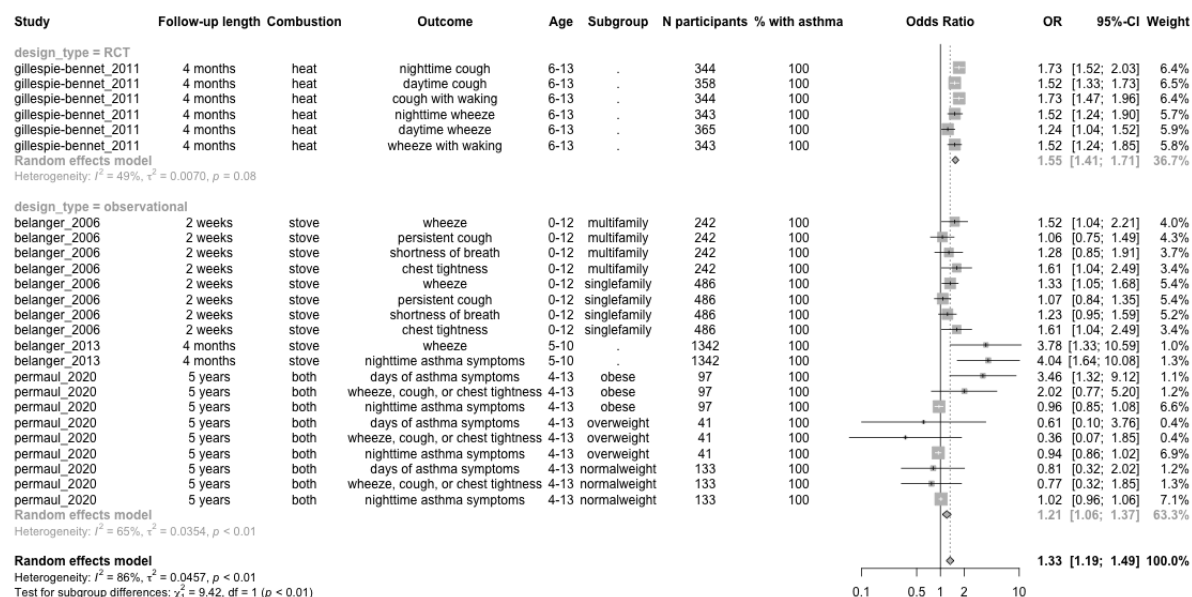 Study Follow-up length Combustion Outcome Age Subgroup N participants % with asthma Odds Ratio OR 95%-CI Weight
design_type = RCT
gillespie-bennet_2011 4 months heat nighttime cough 6-13 . 344 100 1.73 [1.52; 2.03] 6.4%
gillespie-bennet_2011 4 months heat daytime cough 6-13 . 358 100 1.52 [1.33; 1.73] 6.5%
gillespie-bennet_2011 4 months heat cough with waking 6-13 . 344 100 1.73 [1.47; 1.96] 6.4%
gillespie-bennet_2011 4 months heat nighttime wheeze 6-13 . 343 100 1.52 [1.24; 1.90] 5.7%
gillespie-bennet_2011 4 months heat daytime wheeze 6-13 . 365 100 1.24 [1.04; 1.52] 5.9%
gillespie-bennet_2011 4 months heat wheeze with waking 6-13 . 343 100 1.52 [1.24; 1.85] 5.8%
Random effects model 1.55 [1.41; 1.71] 36.7%
Heterogeneity: I² = 49%, τ² = 0.0070, p = 0.08
design_type = observational
belanger_2006 2 weeks stove wheeze 0-12 multifamily 242 100 1.52 [1.04; 2.21] 4.0%
belanger_2006 2 weeks stove persistent cough 0-12 multifamily 242 100 1.06 [0.75; 1.49] 4.3%
belanger_2006 2 weeks stove shortness of breath 0-12 multifamily 242 100 1.28 [0.85; 1.91] 3.7%
belanger_2006 2 weeks stove chest tightness 0-12 multifamily 242 100 1.61 [1.04; 2.49] 3.4%
belanger_2006 2 weeks stove wheeze 0-12 singlefamily 486 100 1.33 [1.05; 1.68] 5.4%
belanger_2006 2 weeks stove persistent cough 0-12 singlefamily 486 100 1.07 [0.84; 1.35] 5.4%
belanger_2006 2 weeks stove shortness of breath 0-12 singlefamily 486 100 1.23 [0.95; 1.59] 5.2%
belanger_2006 2 weeks stove chest tightness 0-12 singlefamily 486 100 1.61 [1.04; 2.49] 3.4%
belanger_2013 4 months stove wheeze 5-10 . 1342 100 3.78 [1.33; 10.59] 1.0%
belanger_2013 4 months stove nighttime asthma symptoms 5-10 . 1342 100 4.04 [1.64; 10.08] 1.3%
permaul_2020 5 years both days of asthma symptoms 4-13 obese 97 100 3.46 [1.32; 9.12] 1.1%
permaul_2020 5 years both wheeze, cough, or chest tightness 4-13 obese 97 100 2.02 [0.77; 5.20] 1.2%
permaul_2020 5 years both nighttime asthma symptoms 4-13 obese 97 100 0.96 [0.85; 1.08] 6.6%
permaul_2020 5 years both days of asthma symptoms 4-13 overweight 41 100 0.61 [0.10; 3.76] 0.4%
permaul_2020 5 years both wheeze, cough, or chest tightness 4-13 overweight 41 100 0.36 [0.07; 1.85] 0.4%
permaul_2020 5 years both nighttime asthma symptoms 4-13 overweight 41 100 0.94 [0.86; 1.02] 6.9%
permaul_2020 5 years both days of asthma symptoms 4-13 normalweight 133 100 0.81 [0.32; 2.02] 1.2%
permaul_2020 5 years both wheeze, cough, or chest tightness 4-13 normalweight 133 100 0.77 [0.32; 1.85] 1.3%
permaul_2020 5 years both nighttime asthma symptoms 4-13 normalweight 133 100 1.02 [0.96; 1.06] 7.1%
Random effects model 1.21 [1.06; 1.37] 63.3%
Heterogeneity: I² = 65%, τ² = 0.0354, p < 0.01
Random effects model 1.33 [1.19; 1.49] 100.0%
Heterogeneity: I² = 86%, τ² = 0.0457, p < 0.01
Test for subgroup differences: χ²₁ = 9.42, df = 1 (p < 0.01)
0.1 0.5 1 2 10